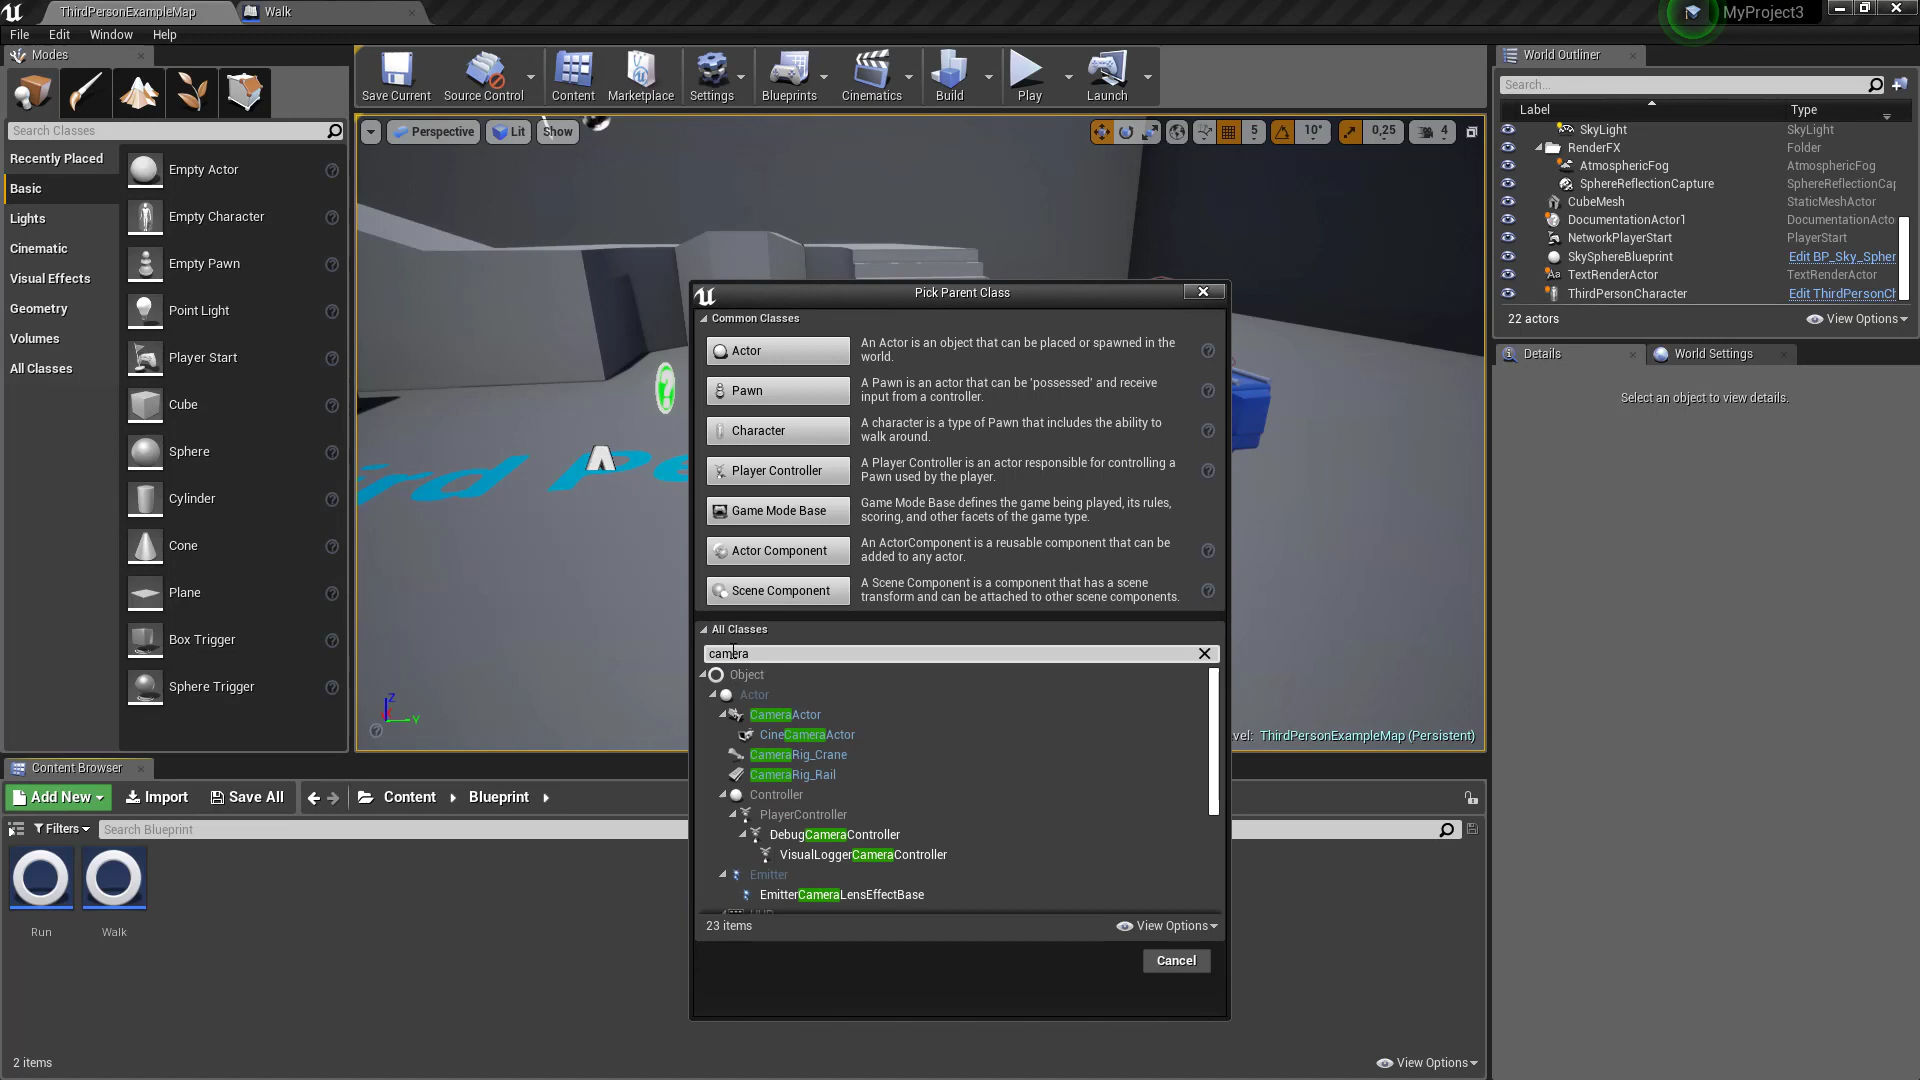 ThirdPersonExampleMap
Walk
MyProject3
File Edit Window Help
Modes
Save Current
Source Control
Content
Marketplace
Settings
Blueprints
Cinematics
Build
Play
Launch
World Outliner
Search...
Label Type
SkyLight SkyLight
RenderFX Folder
AtmosphericFog AtmosphericFog
SphereReflectionCapture SphereReflectionCap
CubeMesh StaticMeshActor
DocumentationActor1 DocumentationActo
NetworkPlayerStart PlayerStart
SkySphereBlueprint Edit BP_Sky_Spher
TextRenderActor TextRenderActor
ThirdPersonCharacter Edit ThirdPersonCh
22 actors
View Options
Details
World Settings
Select an object to view details.
Search Classes
Recently Placed
Basic
Lights
Cinematic
Visual Effects
Geometry
Volumes
All Classes
Empty Actor
Empty Character
Empty Pawn
Point Light
Player Start
Cube
Sphere
Cylinder
Cone
Plane
Box Trigger
Sphere Trigger
Perspective
Lit
Show
5
10°
0,25
4
Z
Y
Pick Parent Class
Common Classes
Actor
An Actor is an object that can be placed or spawned in the
world.
Pawn
A Pawn is an actor that can be 'possessed' and receive
input from a controller.
Character
A character is a type of Pawn that includes the ability to
walk around.
Player Controller
A Player Controller is an actor responsible for controlling a
Pawn used by the player.
Game Mode Base
Game Mode Base defines the game being played, its rules,
scoring, and other facets of the game type.
Actor Component
An ActorComponent is a reusable component that can be
added to any actor.
Scene Component
A Scene Component is a component that has a scene
transform and can be attached to other scene components.
All Classes
camera
Object
Actor
CameraActor
CineCameraActor
CameraRig_Crane
CameraRig_Rail
Controller
PlayerController
DebugCameraController
VisualLoggerCameraController
Emitter
EmitterCameraLensEffectBase
23 items
View Options
Cancel
vel: ThirdPersonExampleMap (Persistent)
Content Browser
Add New
Import
Save All
Content
Blueprint
Filters
Search Blueprint
Run
Walk
2 items
View Options